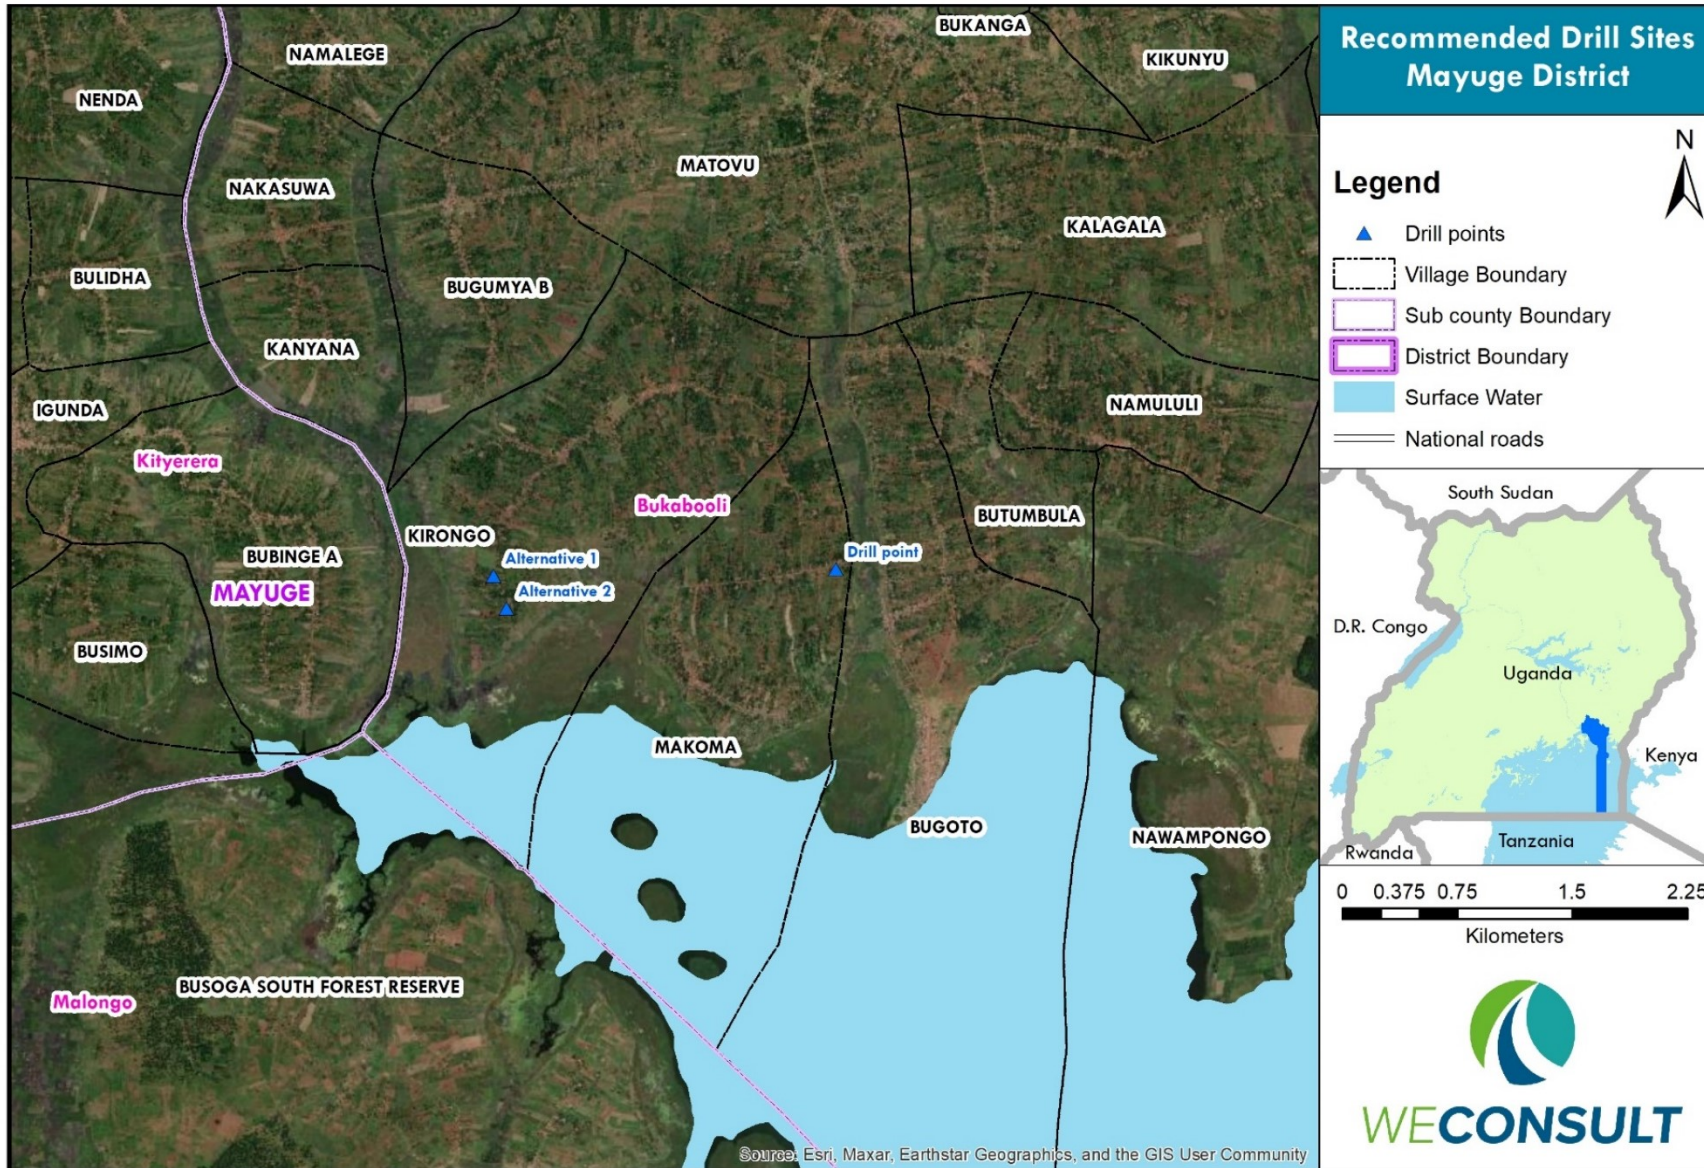 BUKANGA
NAMALEGE
KIKUNYU
NENDA
MATOVU
NAKASUWA
KALAGALA
BULIDHA
BUGUMYA B
KANYANA
IGUNDA
NAMULULI
Kityerera
Bukabooli
BUTUMBULA
KIRONGO
BUBINGE A
Alternative 1
Drill point
MAYUGE
Alternative 2
BUSIMO
MAKOMA
BUGOTO
NAWAMPONGO
BUSOGA SOUTH FOREST RESERVE
Malongo
Source: Esri, Maxar, Earthstar Geographics, and the GIS User Community
Recommended Drill Sites
Mayuge District
N
Legend
Drill points
Village Boundary
Sub county Boundary
District Boundary
Surface Water
National roads
South Sudan
D.R. Congo
Uganda
Kenya
Rwanda
Tanzania
0 0.375 0.75 1.5 2.25
Kilometers
WECONSULT